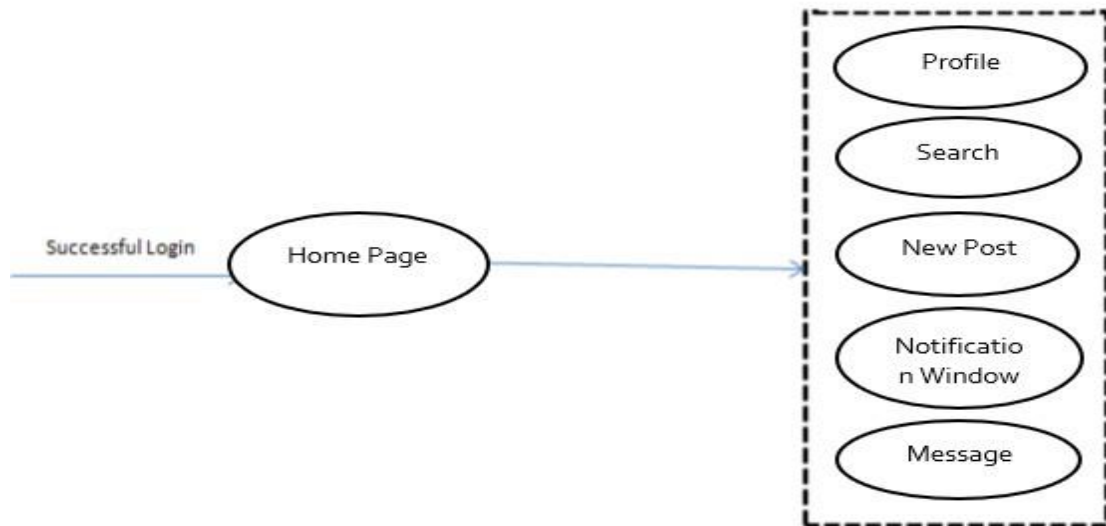 Successful Login
Home Page
Profile
Search
New Post
Notificatio
n Window
Message